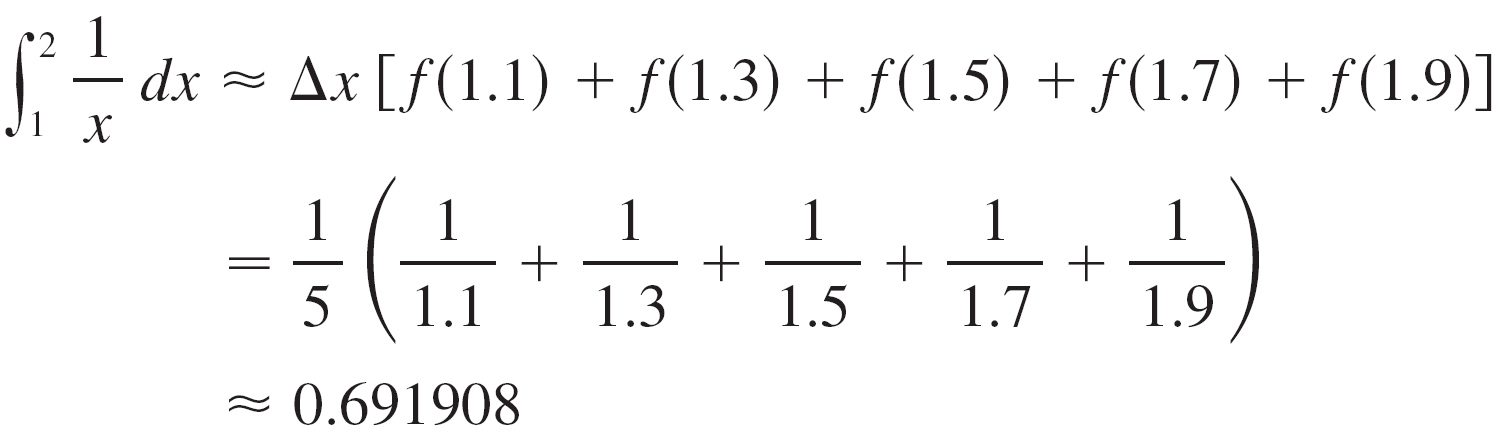 ∫₁² 1/x dx ≈ Δx [f(1.1) + f(1.3) + f(1.5) + f(1.7) + f(1.9)]
= 1/5 (1/1.1 + 1/1.3 + 1/1.5 + 1/1.7 + 1/1.9)
≈ 0.691908